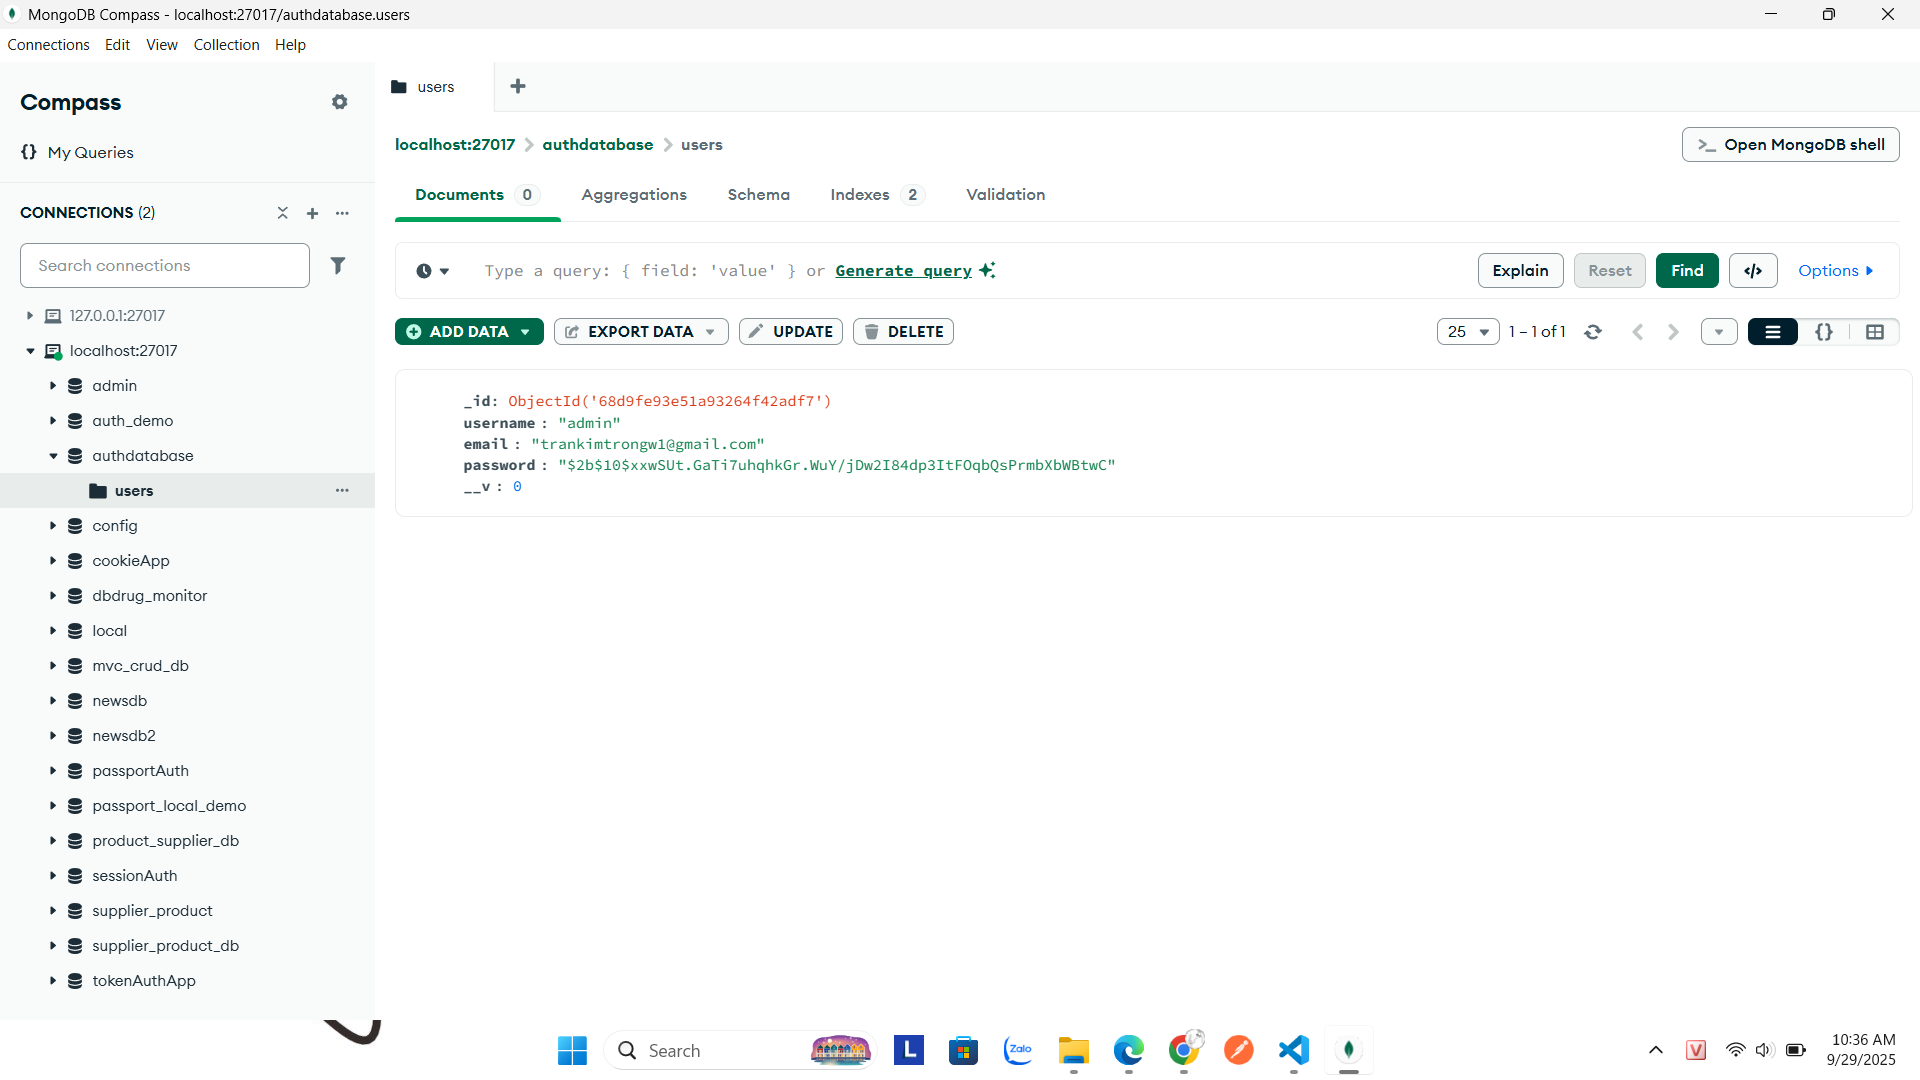 MongoDB Compass - localhost:27017/authdatabase.users
Connections Edit View Collection Help
Compass
{} My Queries
CONNECTIONS (2)
Search connections
127.0.0.1:27017
localhost:27017
admin
auth_demo
authdatabase
users
config
cookieApp
dbdrug_monitor
local
mvc_crud_db
newsdb
newsdb2
passportAuth
passport_local_demo
product_supplier_db
sessionAuth
supplier_product
supplier_product_db
tokenAuthApp
users
localhost:27017 > authdatabase > users
>_ Open MongoDB shell
Documents 0 Aggregations Schema Indexes 2 Validation
Type a query: { field: 'value' } or Generate query
Explain Reset Find </> Options
ADD DATA EXPORT DATA UPDATE DELETE
25 1 – 1 of 1 {}
_id: ObjectId('68d9fe93e51a93264f42adf7')
username : "admin"
email : "trankimtrongw1@gmail.com"
password : "$2b$10$xxwSUt.GaTi7uhqhkGr.WuY/jDw2I84dp3ItFOqbQsPrmbXbWBtwC"
__v : 0
Search
L
Zalo
V
10:36 AM
9/29/2025